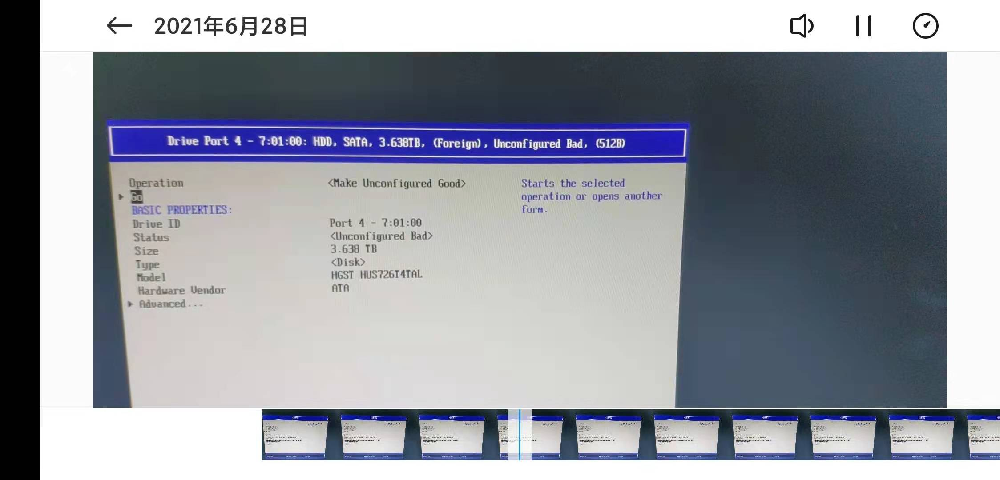 2021年6月28日
Drive Port 4 - 7:01:00: HDD, SATA, 3.638TB, (Foreign), Unconfigured Bad, (512B)
Operation <Make Unconfigured Good> Starts the selected
Go operation or opens another
BASIC PROPERTIES: form.
Drive ID Port 4 - 7:01:00
Status <Unconfigured Bad>
Size 3.638 TB
Type <Disk>
Model HGST HUS726T4TAL
Hardware Vendor ATA
Advanced...